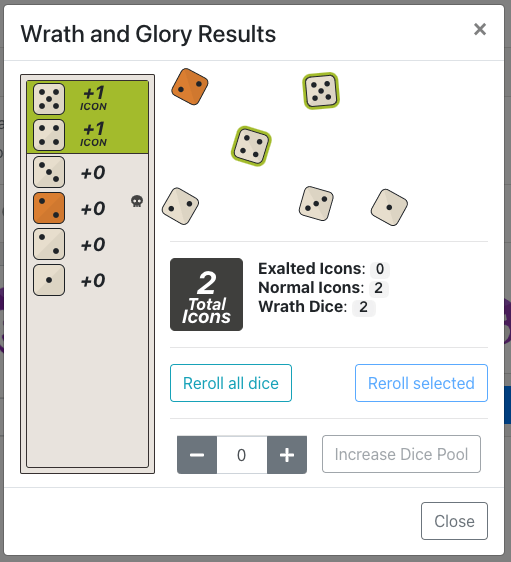 Wrath and Glory Results
×
+1
ICON
+1
ICON
+0
+0
+0
+0
2
Total
Icons
Exalted Icons: 0
Normal Icons: 2
Wrath Dice: 2
Reroll all dice
Reroll selected
− 0 +
Increase Dice Pool
Close